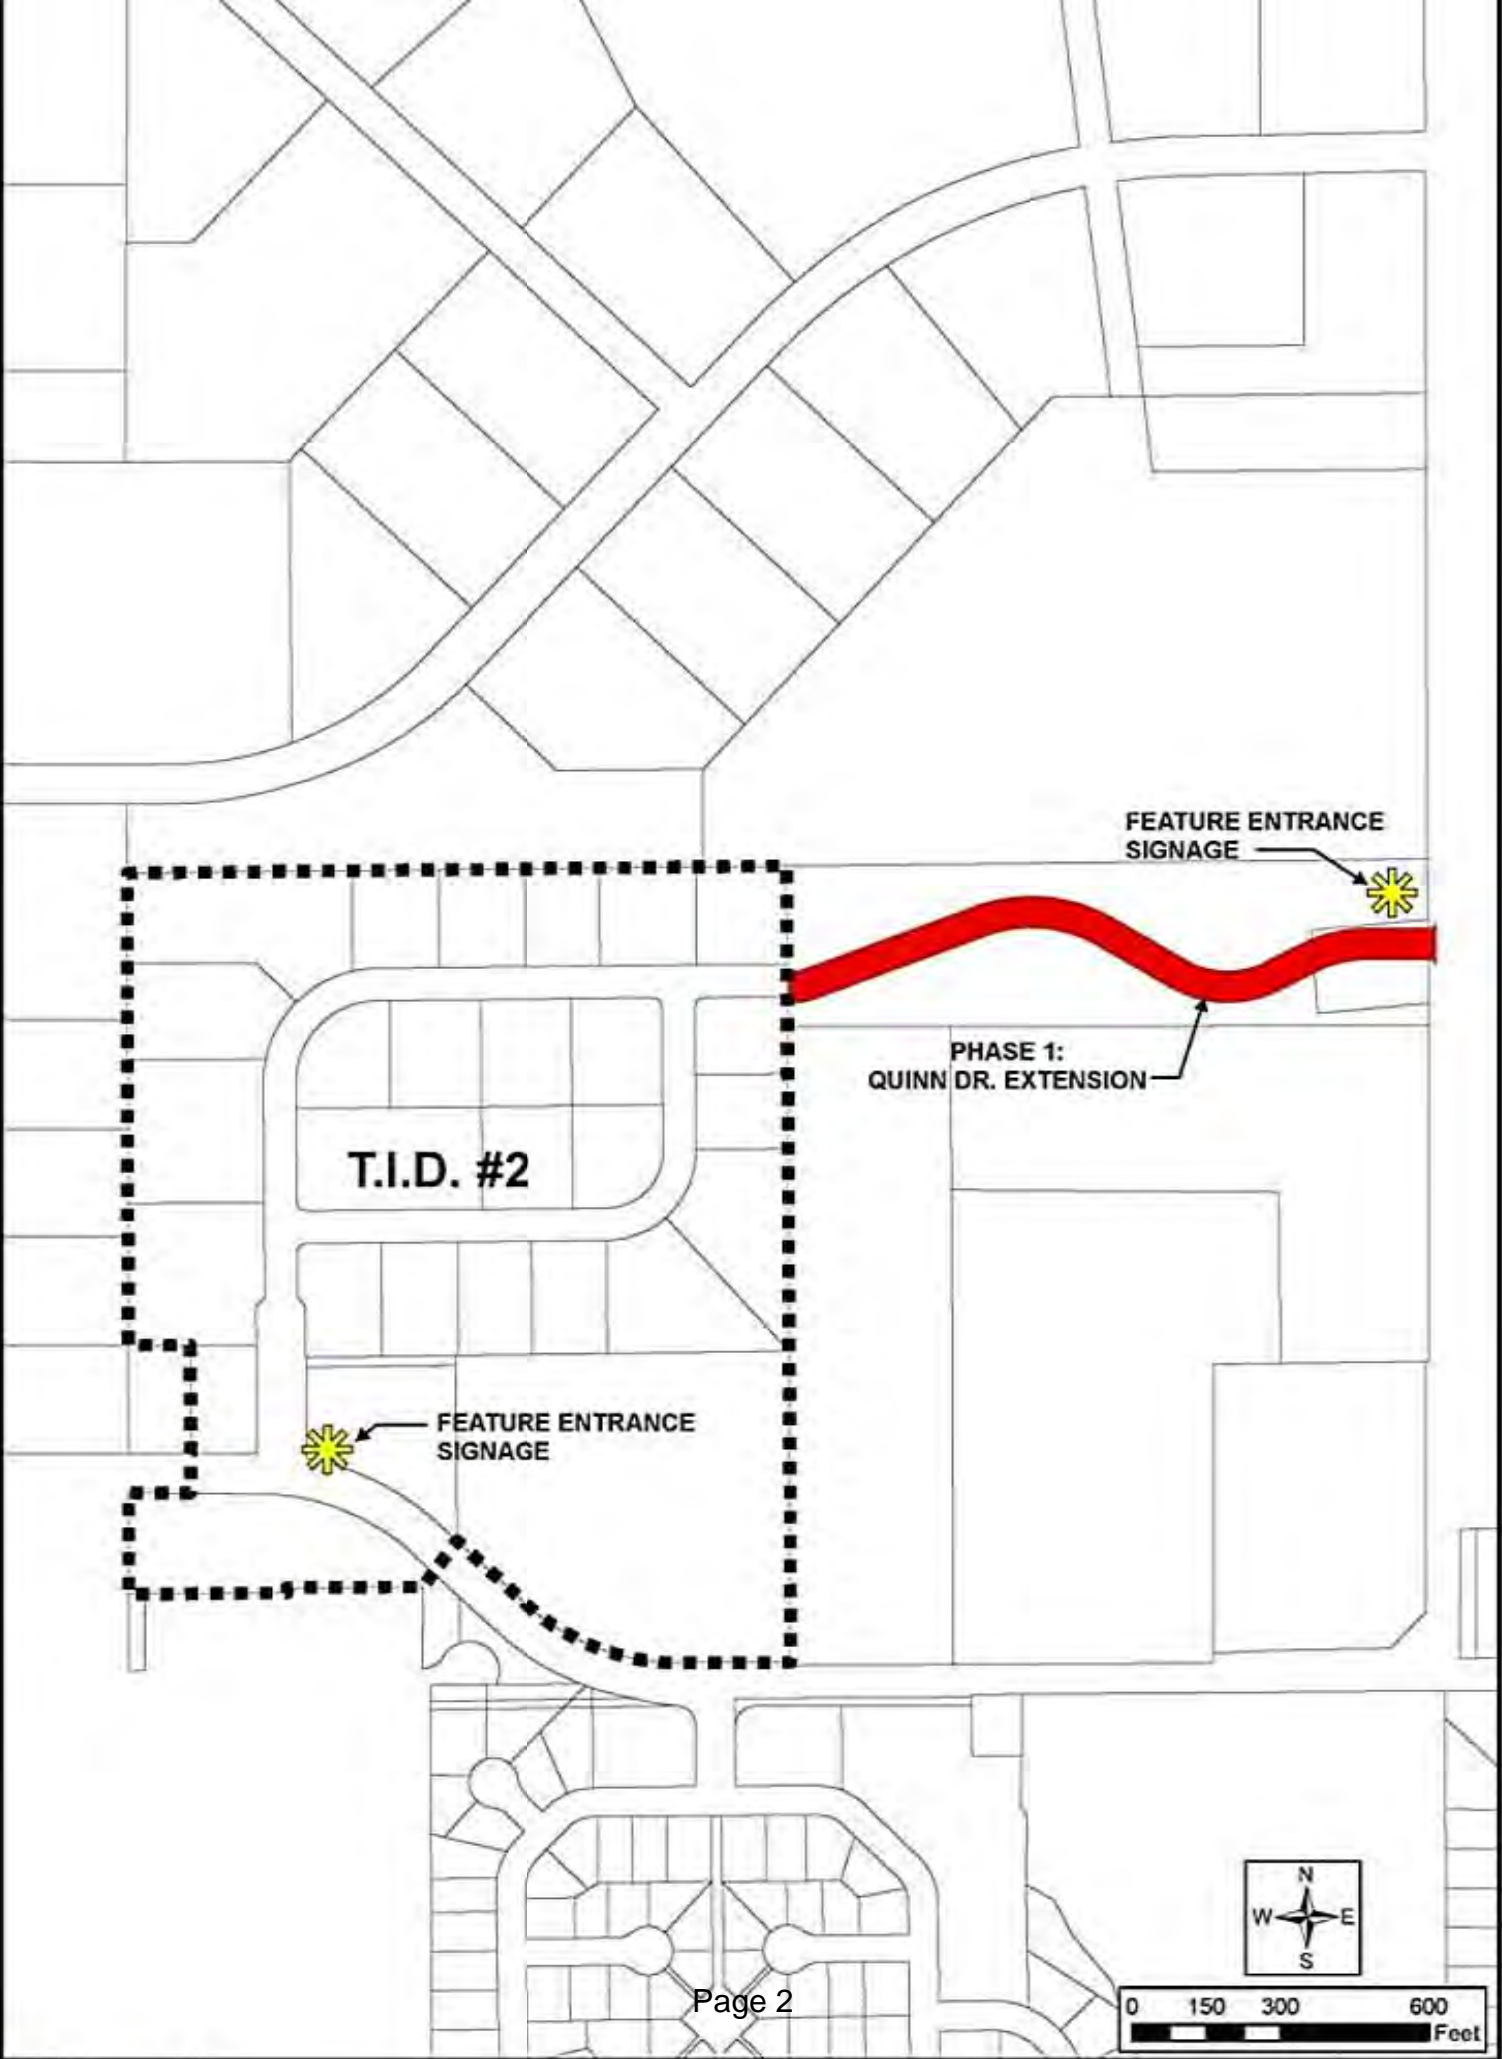 FEATURE ENTRANCE
SIGNAGE
PHASE 1:
QUINN DR. EXTENSION
T.I.D. #2
FEATURE ENTRANCE
SIGNAGE
N
W E
S
Page 2
0 150 300 600
Feet